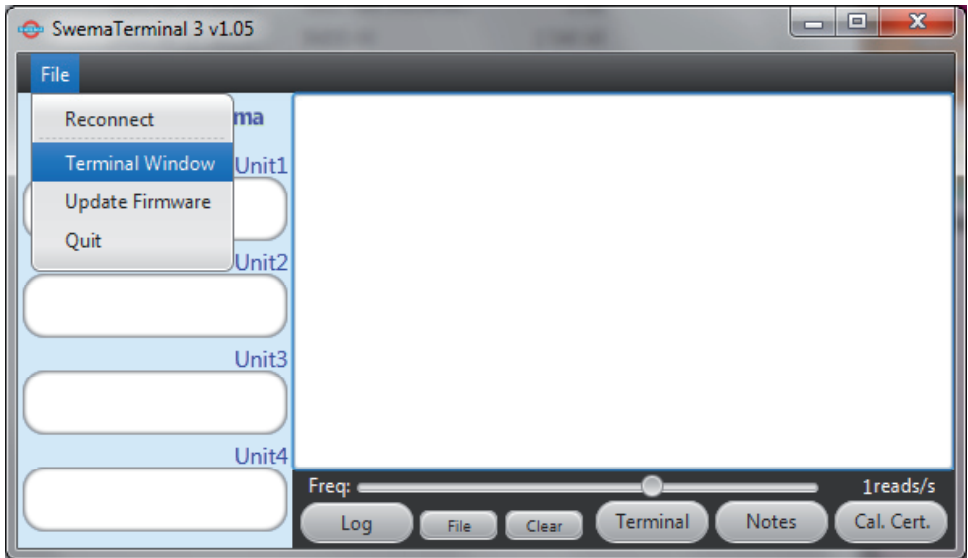 SwemaTerminal 3 v1.05
File
Reconnect
ma
Terminal Window
Unit1
Update Firmware
Quit
Unit2
Unit3
Unit4
Freq:
1reads/s
Log
File
Clear
Terminal
Notes
Cal. Cert.